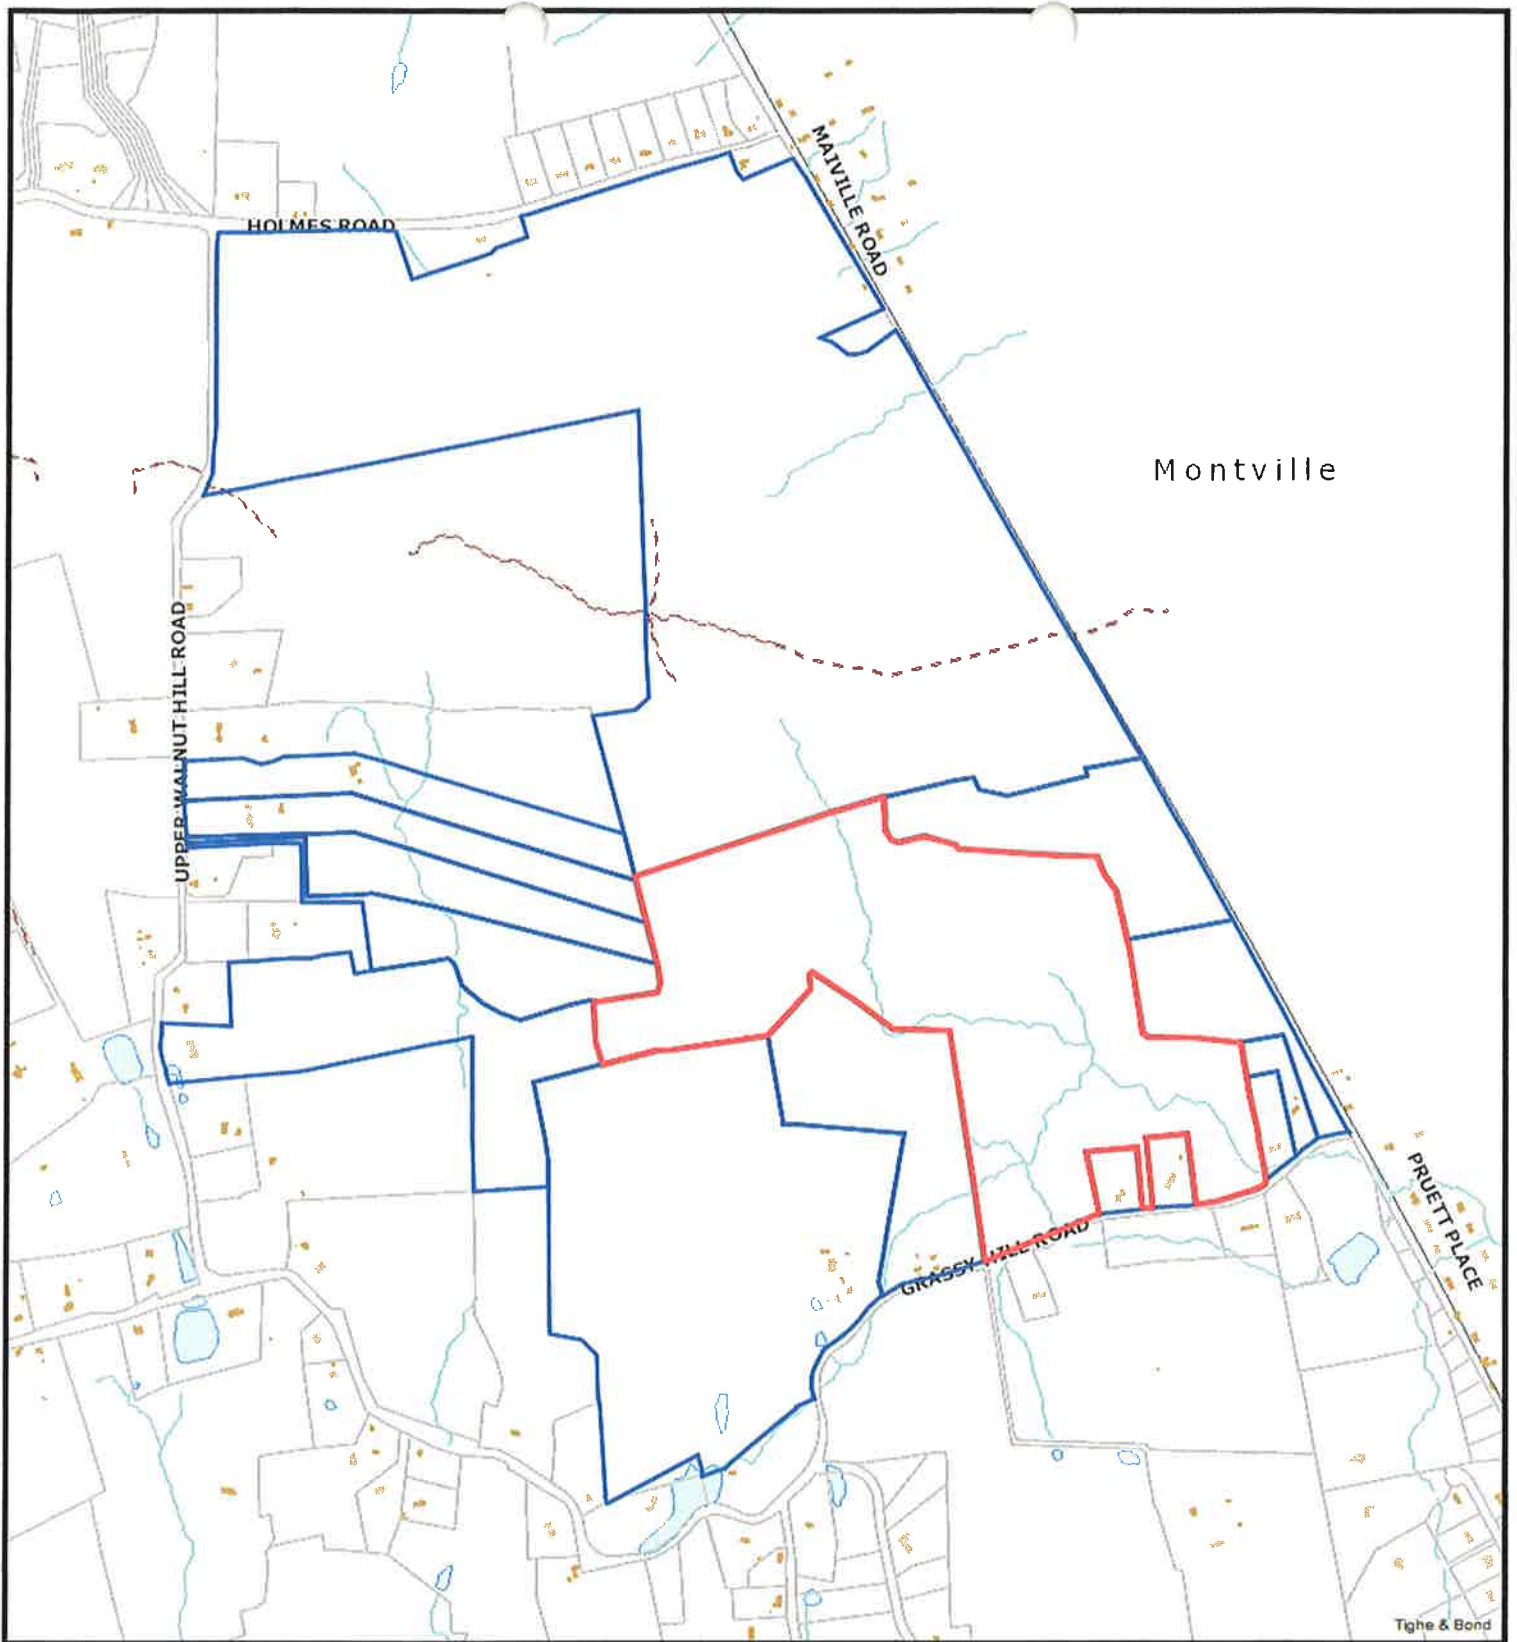 MAIVILLE ROAD
HOLMES ROAD
Montville
UPPER WALNUT HILL ROAD
PRUETT PLACE
GRASSY HILL ROAD
Tighe & Bond